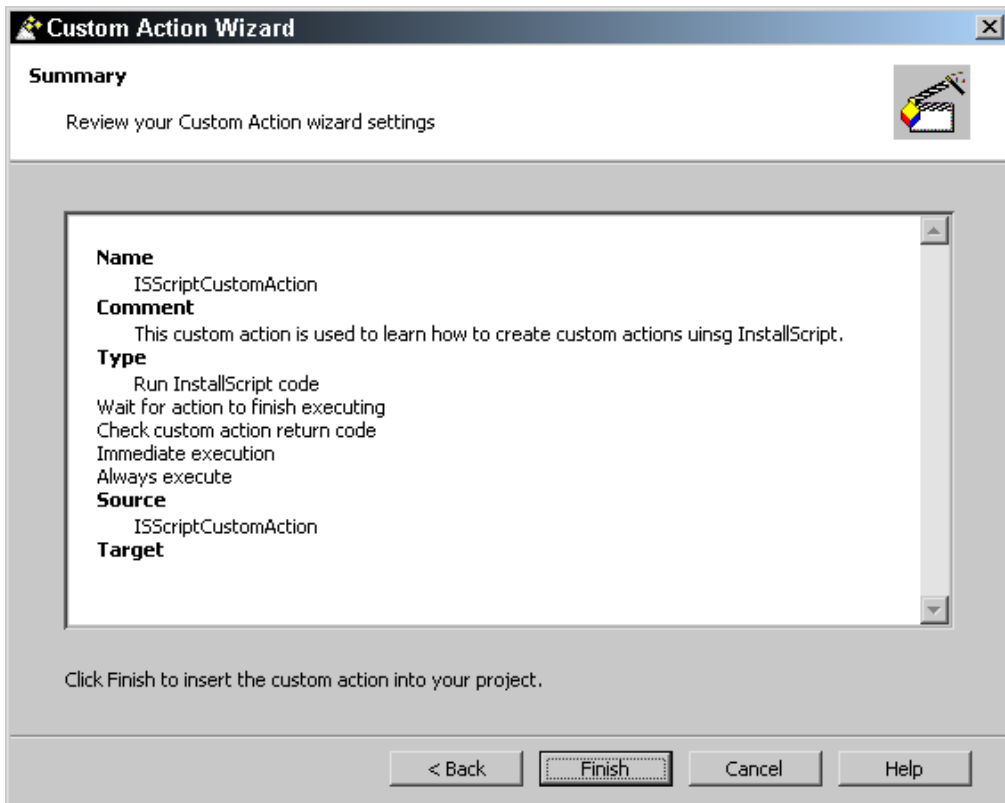 Custom Action Wizard
Summary
Review your Custom Action wizard settings
Name
ISScriptCustomAction
Comment
This custom action is used to learn how to create custom actions uinsg InstallScript.
Type
Run InstallScript code
Wait for action to finish executing
Check custom action return code
Immediate execution
Always execute
Source
ISScriptCustomAction
Target
Click Finish to insert the custom action into your project.
< Back Finish Cancel Help